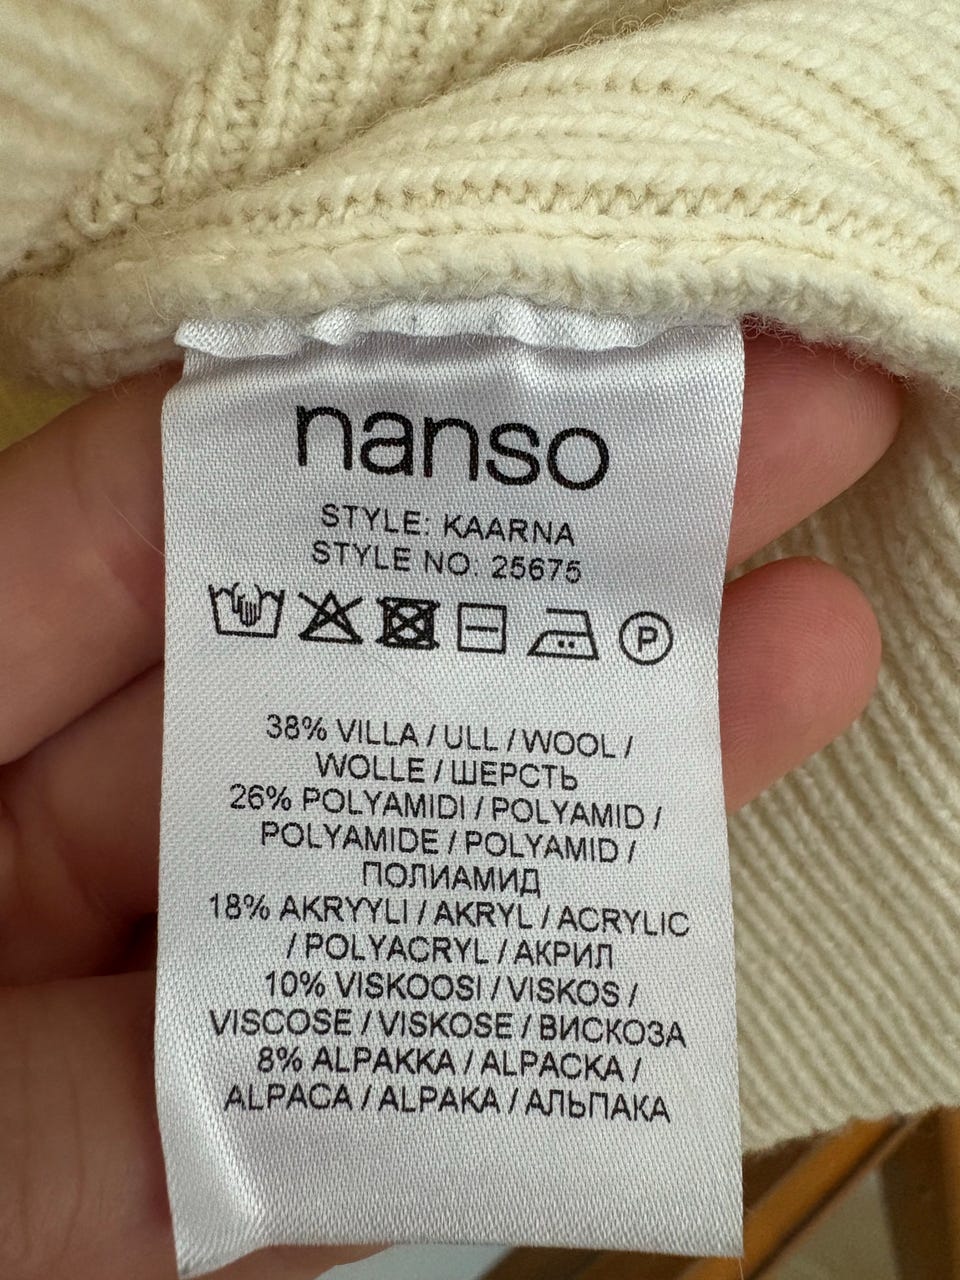 nanso
STYLE: KAARNA
STYLE NO: 25675
P
38% VILLA / ULL / WOOL /
WOLLE / ШЕРСТЬ
26% POLYAMIDI / POLYAMID /
POLYAMIDE / POLYAMID /
ПОЛИАМИД
18% AKRYYLI / AKRYL / ACRYLIC
/ POLYACRYL / АКРИЛ
10% VISKOOSI / VISKOS /
VISCOSE / VISKOSE / ВИСКОЗА
8% ALPAKKA / ALPACKA /
ALPACA / ALPAKA / АЛЬПАКА